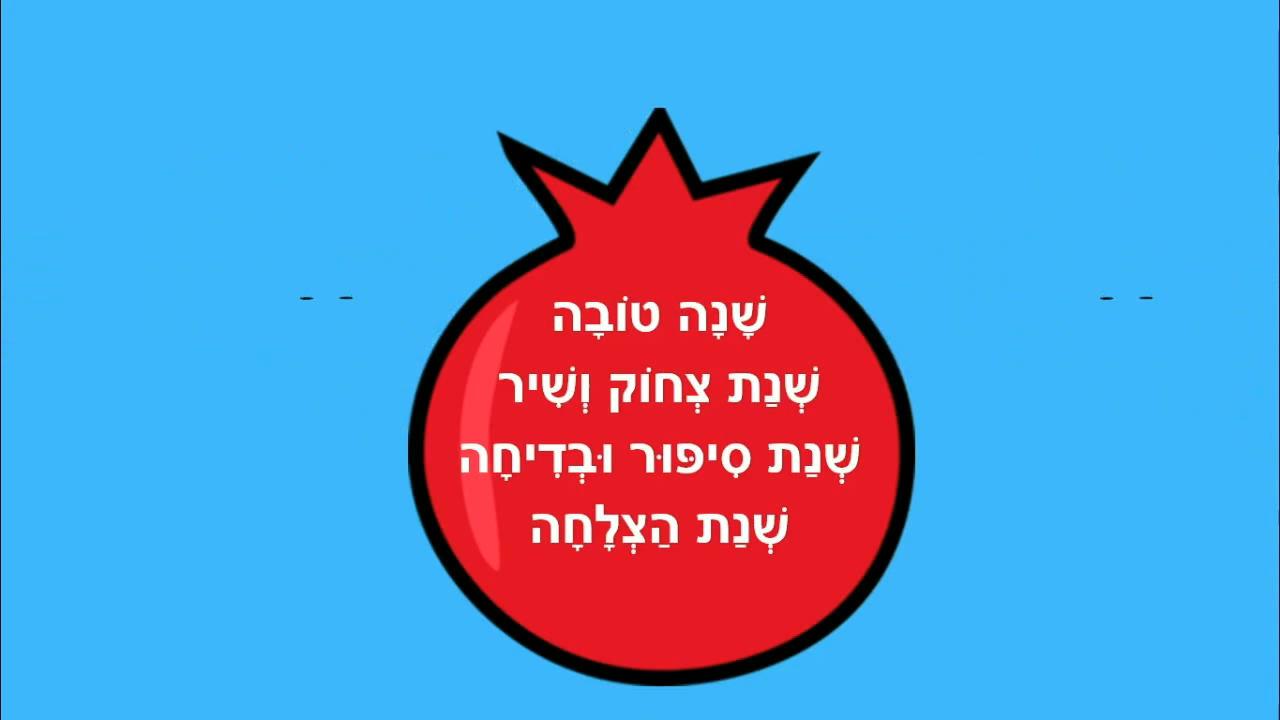 שָׁנָה טוֹבָה
שְׁנַת צְחוֹק וְשִׁיר
שְׁנַת סִיפּוּר וּבְדִיחָה
שְׁנַת הַצְלָחָה